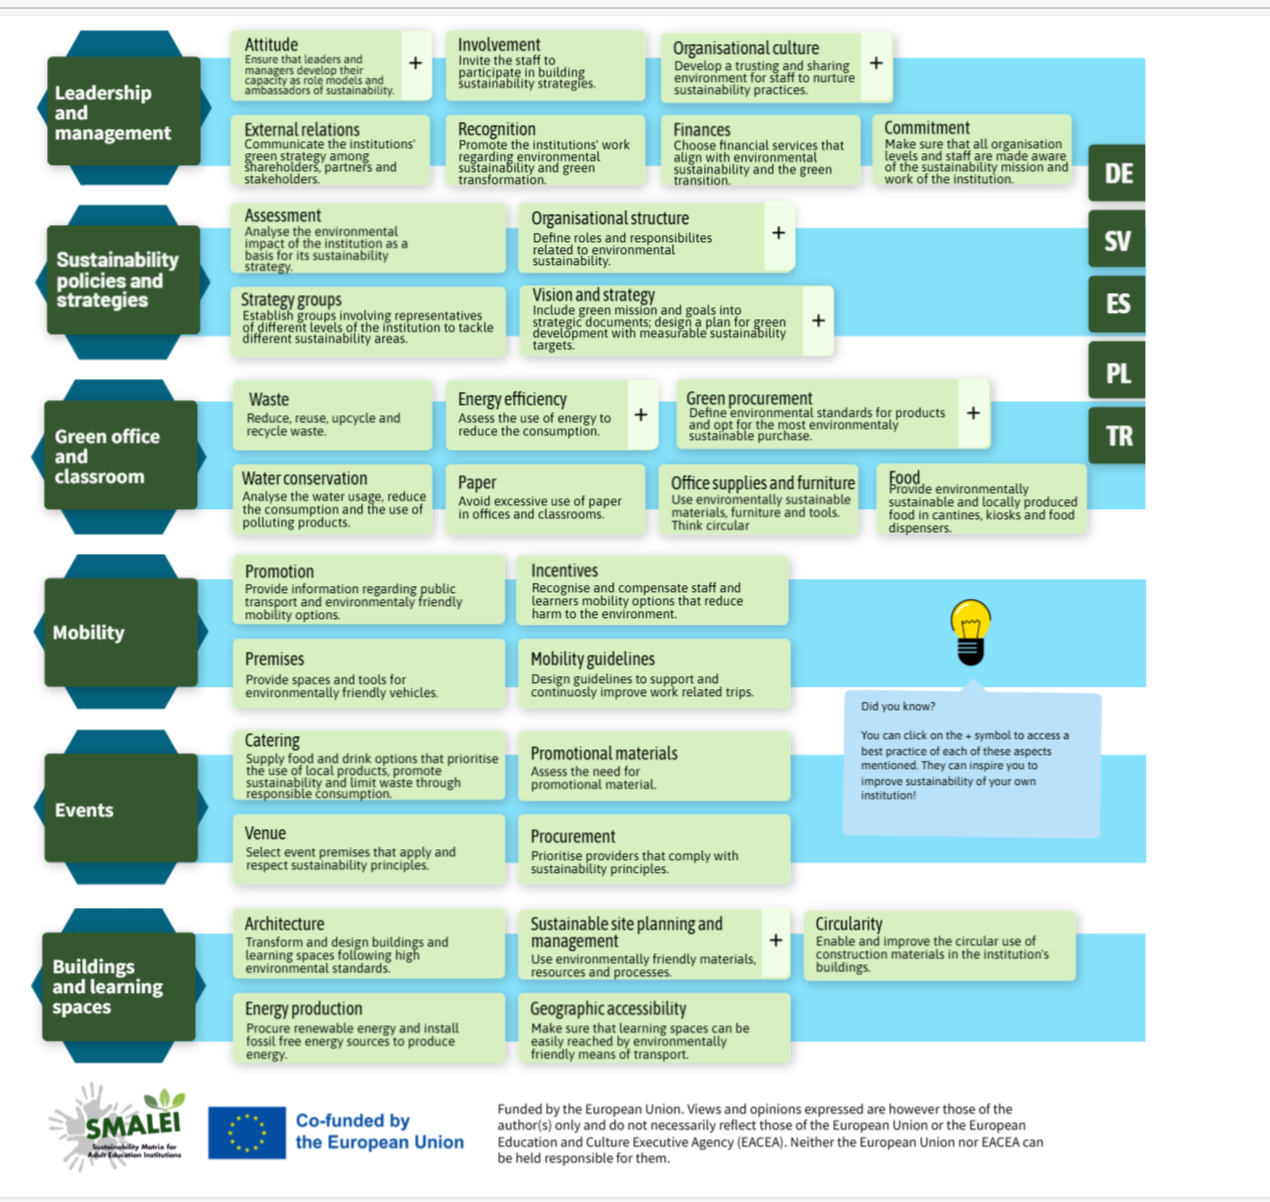 Leadership
and
management
Attitude
Ensure that leaders and
managers develop their
capacity as role models and
ambassadors of sustainability.
+
Involvement
Invite the staff to
participate in building
sustainability strategies.
Organisational culture
Develop a trusting and sharing
environment for staff to nurture
sustainability practices.
+
External relations
Communicate the institutions'
green strategy among
shareholders, partners and
stakeholders.
Recognition
Promote the institutions' work
regarding environmental
sustainability and green
transformation.
Finances
Choose financial services that
align with environmental
sustainability and the green
transition.
Commitment
Make sure that all organisation
levels and staff are made aware
of the sustainability mission and
work of the institution.
DE
SV
ES
PL
TR
Sustainability
policies and
strategies
Assessment
Analyse the environmental
impact of the institution as a
basis for its sustainability
strategy.
Organisational structure
Define roles and responsibilites
related to environmental
sustainability.
+
Strategy groups
Establish groups involving representatives
of different levels of the institution to tackle
different sustainability areas.
Vision and strategy
Include green mission and goals into
strategic documents; design a plan for green
development with measurable sustainability
targets.
+
Green office
and
classroom
Waste
Reduce, reuse, upcycle and
recycle waste.
Energy efficiency
Assess the use of energy to
reduce the consumption.
+
Green procurement
Define environmental standards for products
and opt for the most environmentaly
sustainable purchase.
+
Water conservation
Analyse the water usage, reduce
the consumption and the use of
polluting products.
Paper
Avoid excessive use of paper
in offices and classrooms.
Office supplies and furniture
Use enviromentally sustainable
materials, furniture and tools.
Think circular
Food
Provide environmentally
sustainable and locally produced
food in cantines, kiosks and food
dispensers.
Mobility
Promotion
Provide information regarding public
transport and environmentaly friendly
mobility options.
Incentives
Recognise and compensate staff and
learners mobility options that reduce
harm to the environment.
Premises
Provide spaces and tools for
environmentally friendly vehicles.
Mobility guidelines
Design guidelines to support and
continuosly improve work related trips.
Did you know?
You can click on the + symbol to access a
best practice of each of these aspects
mentioned. They can inspire you to
improve sustainability of your own
institution!
Events
Catering
Supply food and drink options that prioritise
the use of local products, promote
sustainability and limit waste through
responsible consumption.
Promotional materials
Assess the need for
promotional material.
Venue
Select event premises that apply and
respect sustainability principles.
Procurement
Prioritise providers that comply with
sustainability principles.
Buildings
and learning
spaces
Architecture
Transform and design buildings and
learning spaces following high
environmental standards.
Sustainable site planning and
management
Use environmentally friendly materials,
resources and processes.
+
Circularity
Enable and improve the circular use of
construction materials in the institution's
buildings.
Energy production
Procure renewable energy and install
fossil free energy sources to produce
energy.
Geographic accessibility
Make sure that learning spaces can be
easily reached by environmentally
friendly means of transport.
SMALEI
Sustainability Matrix for
Adult Education Institutions
Co-funded by
the European Union
Funded by the European Union. Views and opinions expressed are however those of the
author(s) only and do not necessarily reflect those of the European Union or the European
Education and Culture Executive Agency (EACEA). Neither the European Union nor EACEA can
be held responsible for them.